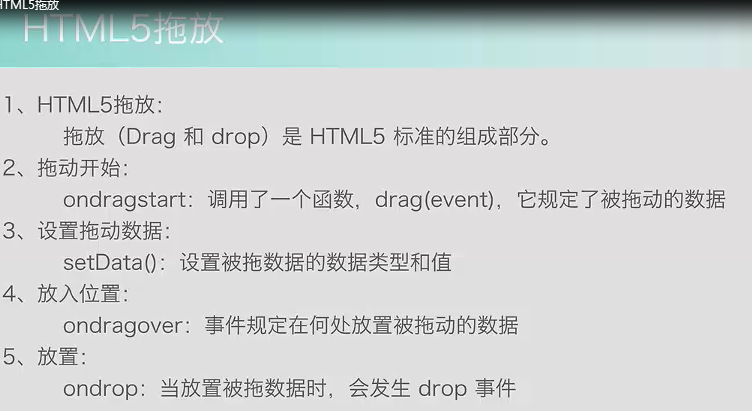 HTML5拖放
HTML5拖放
1、HTML5拖放：
拖放（Drag 和 drop）是 HTML5 标准的组成部分。
2、拖动开始：
ondragstart：调用了一个函数，drag(event)，它规定了被拖动的数据
3、设置拖动数据：
setData()：设置被拖数据的数据类型和值
4、放入位置：
ondragover：事件规定在何处放置被拖动的数据
5、放置：
ondrop：当放置被拖数据时，会发生 drop 事件